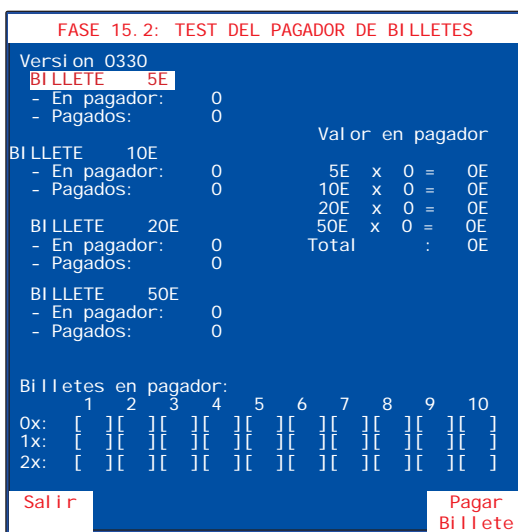 FASE 15.2: TEST DEL PAGADOR DE BILLETES
Version 0330
BILLETE 5E
- En pagador: 0
- Pagados: 0
Valor en pagador
BILLETE 10E
- En pagador: 0 5E x 0 = 0E
- Pagados: 0 10E x 0 = 0E
20E x 0 = 0E
BILLETE 20E 50E x 0 = 0E
- En pagador: 0 Total : 0E
- Pagados: 0
BILLETE 50E
- En pagador: 0
- Pagados: 0
Billetes en pagador:
1 2 3 4 5 6 7 8 9 10
0x: [ ][ ][ ][ ][ ][ ][ ][ ][ ][ ]
1x: [ ][ ][ ][ ][ ][ ][ ][ ][ ][ ]
2x: [ ][ ][ ][ ][ ][ ][ ][ ][ ][ ]
Salir Pagar
Billete